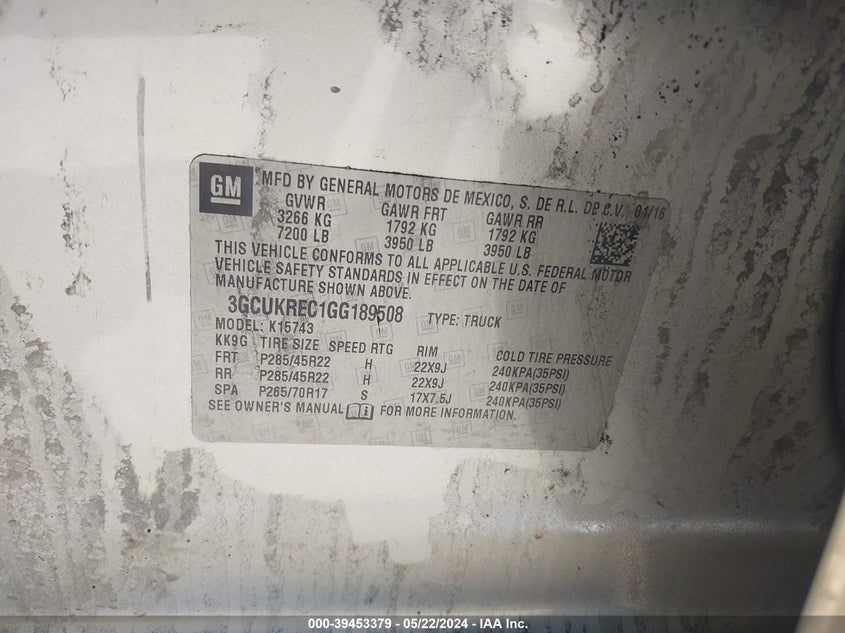 GM MFD BY GENERAL MOTORS DE MEXICO, S. DE R.L. DE C.V. 01/16
GVWR GAWR FRT GAWR RR
3266 KG 1792 KG 1792 KG
7200 LB 3950 LB 3950 LB
THIS VEHICLE CONFORMS TO ALL APPLICABLE U.S. FEDERAL MOTOR
VEHICLE SAFETY STANDARDS IN EFFECT ON THE DATE OF
MANUFACTURE SHOWN ABOVE.
3GCUKREC1GG189508 TYPE: TRUCK
MODEL: K15743
KK9G TIRE SIZE SPEED RTG RIM COLD TIRE PRESSURE
FRT P285/45R22 H 22X9J 240KPA(35PSI)
RR P285/45R22 H 22X9J 240KPA(35PSI)
SPA P265/70R17 S 17X7.5J 240KPA(35PSI)
SEE OWNER'S MANUAL FOR MORE INFORMATION.
000-39453379 - 05/22/2024 - IAA Inc.